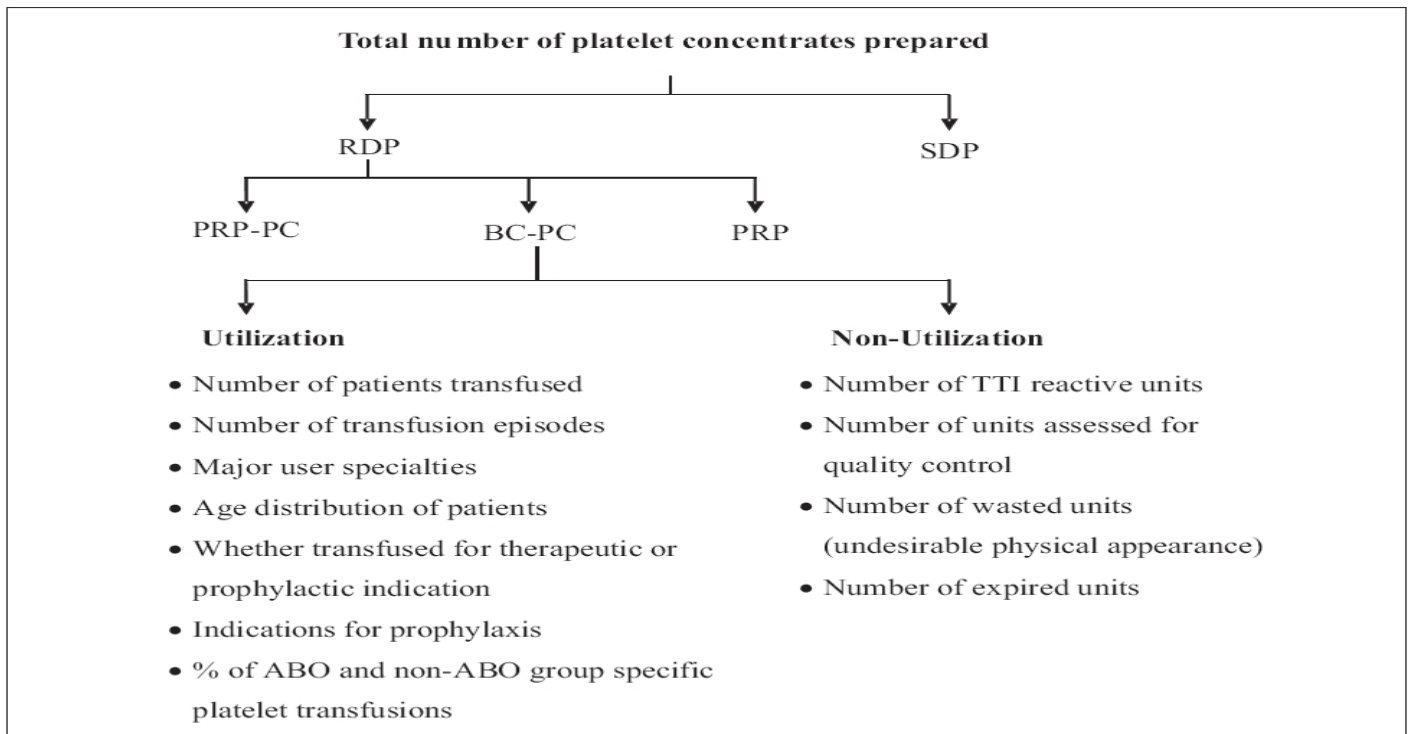 Total number of platelet concentrates prepared
RDP
SDP
PRP-PC
BC-PC
PRP
Utilization
• Number of patients transfused
• Number of transfusion episodes
• Major user specialties
• Age distribution of patients
• Whether transfused for therapeutic or
prophylactic indication
• Indications for prophylaxis
• % of ABO and non-ABO group specific
platelet transfusions
Non-Utilization
• Number of TTI reactive units
• Number of units assessed for
quality control
• Number of wasted units
(undesirable physical appearance)
• Number of expired units